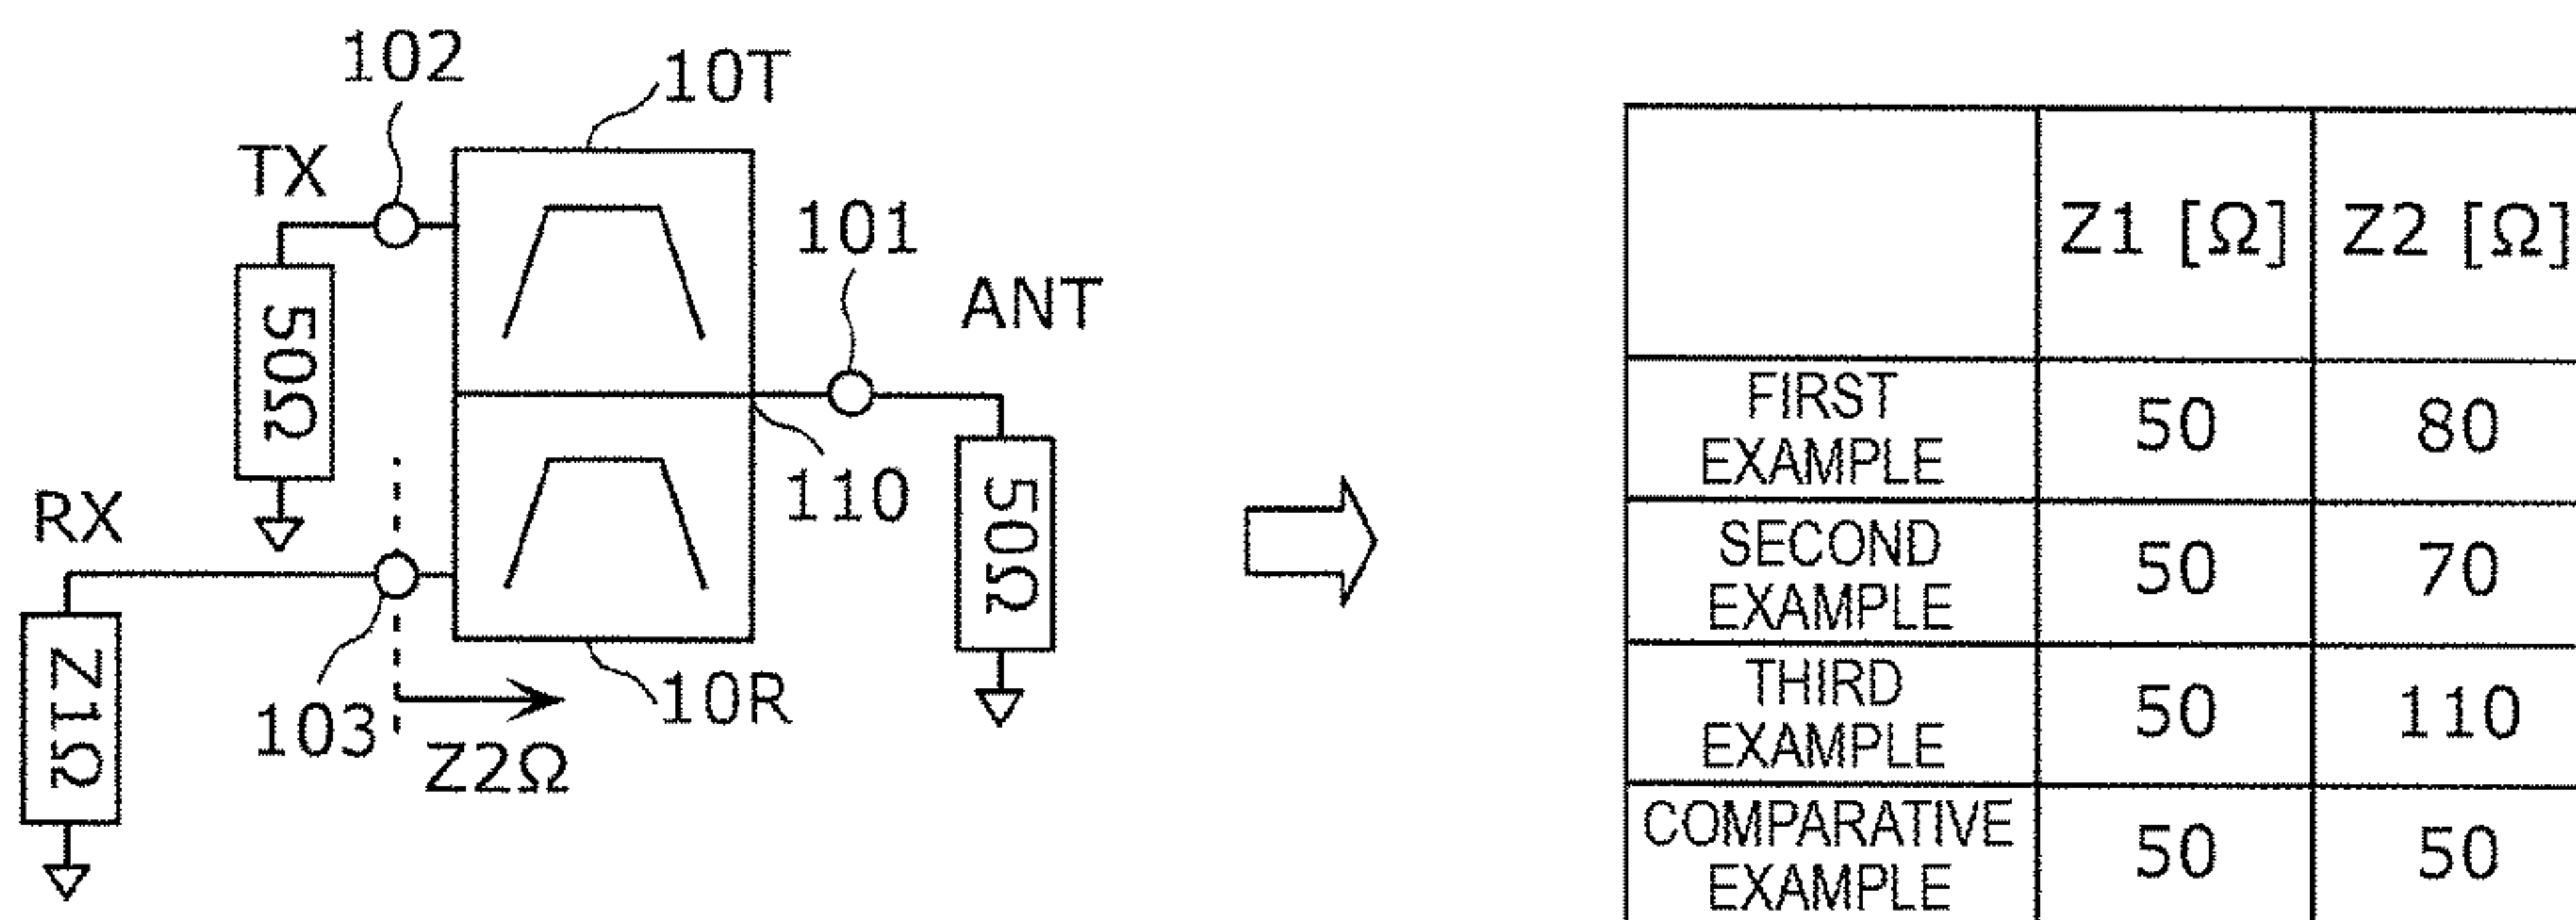 102
10T
TX
101
ANT
50Ω
110
50Ω
RX
Z1Ω
103
10R
Z2Ω
Z1 [Ω] Z2 [Ω]
FIRST
EXAMPLE
50 80
SECOND
EXAMPLE
50 70
THIRD
EXAMPLE
50 110
COMPARATIVE
EXAMPLE
50 50